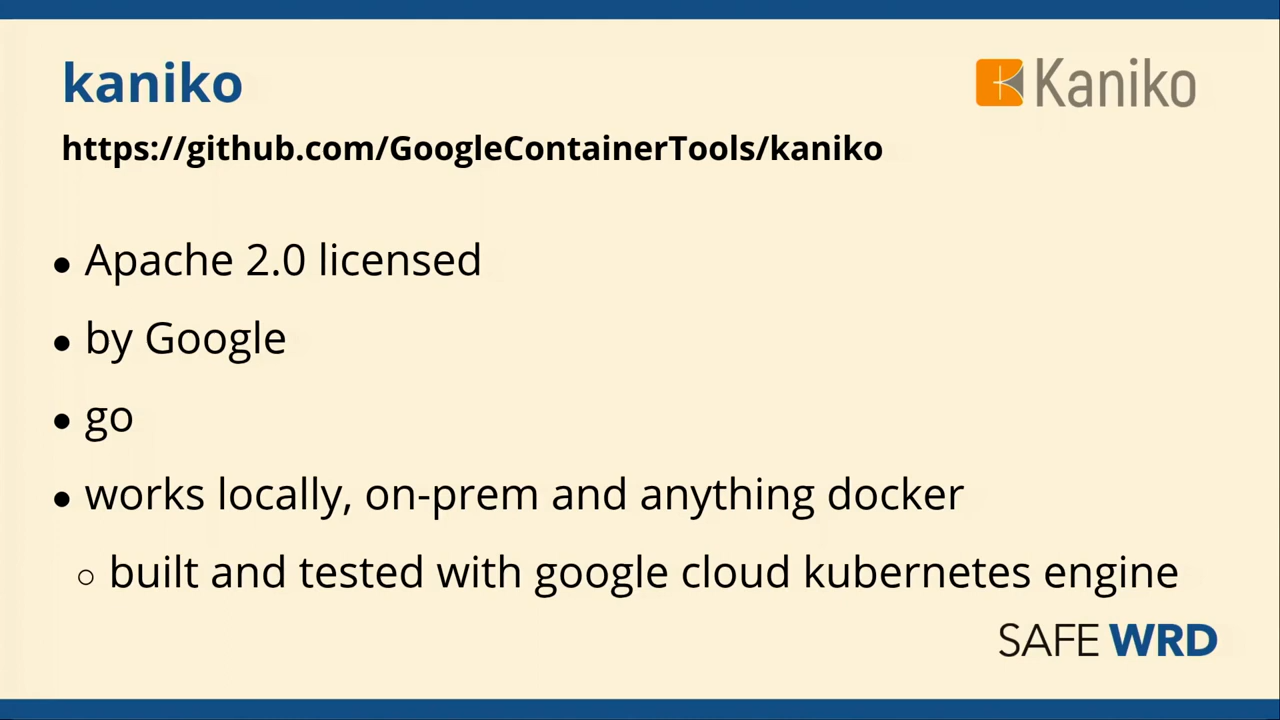 kaniko
Kaniko
https://github.com/GoogleContainerTools/kaniko
• Apache 2.0 licensed
• by Google
• go
• works locally, on-prem and anything docker
○ built and tested with google cloud kubernetes engine
SAFE WRD